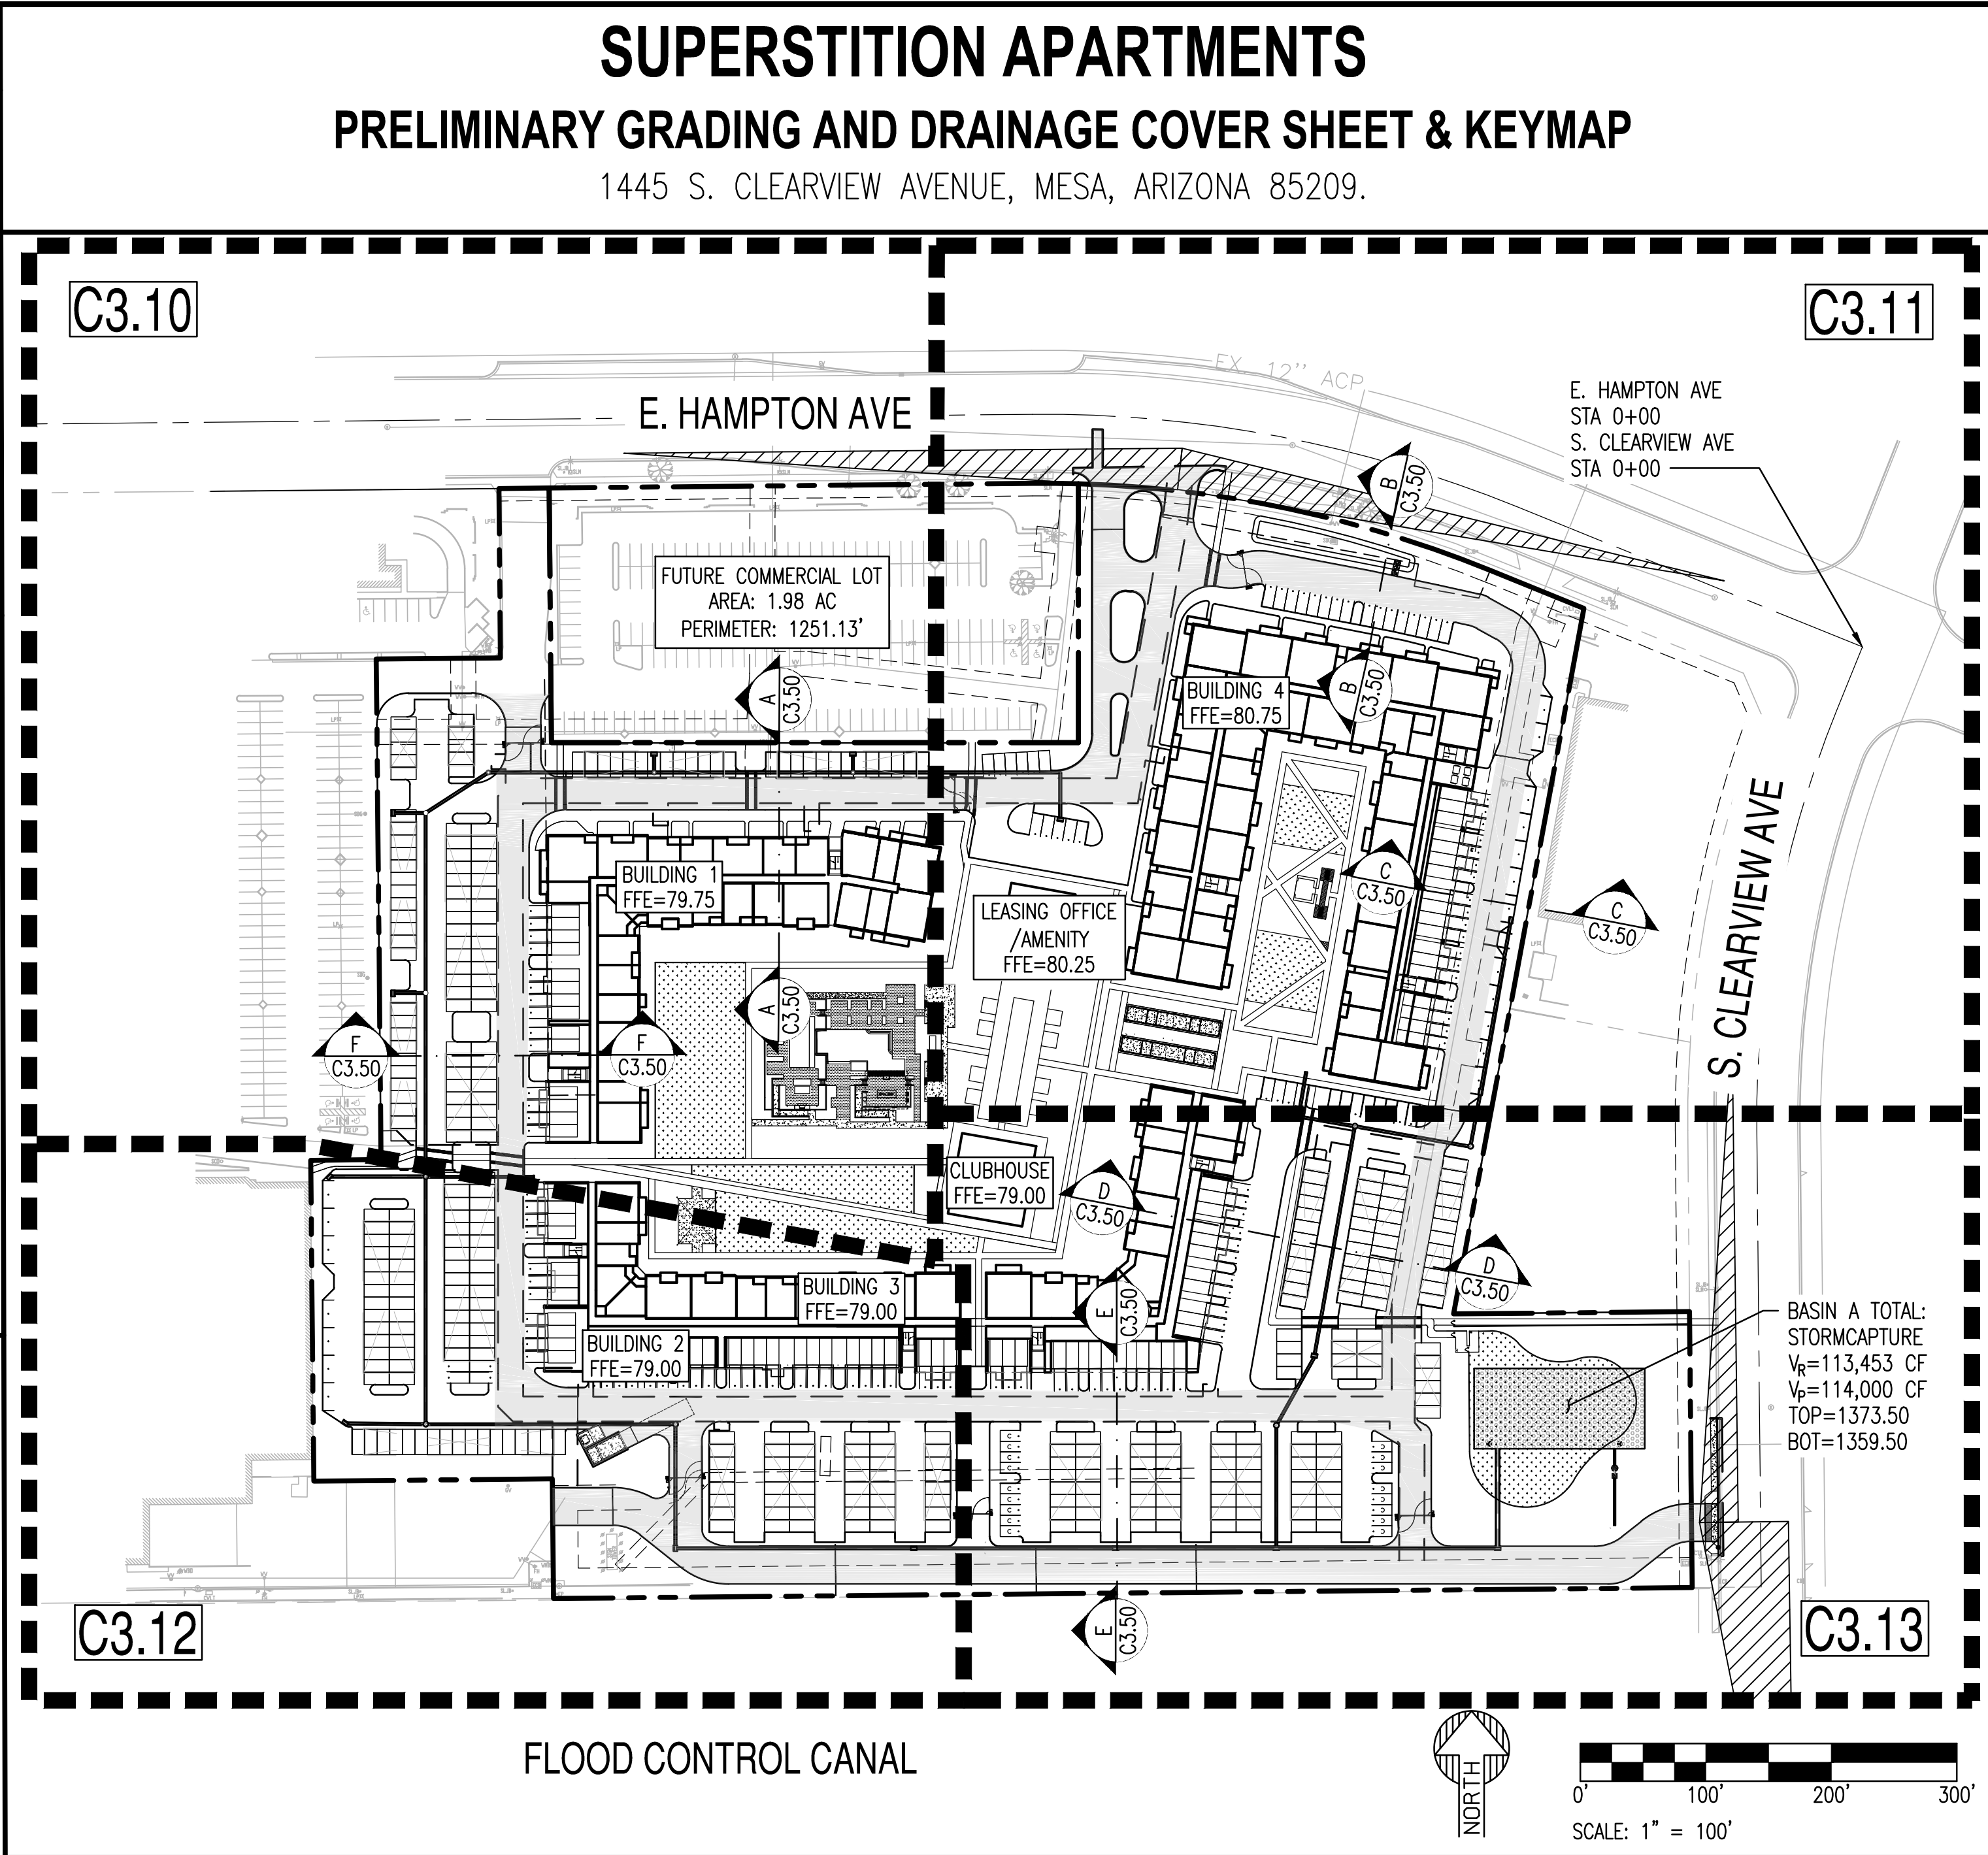 SUPERSTITION APARTMENTS
PRELIMINARY GRADING AND DRAINAGE COVER SHEET & KEYMAP
1445 S. CLEARVIEW AVENUE, MESA, ARIZONA 85209.
C3.10
C3.11
EX. 12'' ACP
E. HAMPTON AVE
E. HAMPTON AVE
STA 0+00
S. CLEARVIEW AVE
STA 0+00
B
C3.50
FUTURE COMMERCIAL LOT
AREA: 1.98 AC
PERIMETER: 1251.13'
A
C3.50
BUILDING 4
FFE=80.75
B
C3.50
S. CLEARVIEW AVE
BUILDING 1
FFE=79.75
LEASING OFFICE
/AMENITY
FFE=80.25
C
C3.50
C
C3.50
A
C3.50
F
C3.50
F
C3.50
CLUBHOUSE
FFE=79.00
D
C3.50
D
C3.50
BUILDING 3
FFE=79.00
E
C3.50
BUILDING 2
FFE=79.00
BASIN A TOTAL:
STORMCAPTURE
VR=113,453 CF
VP=114,000 CF
TOP=1373.50
BOT=1359.50
C3.12
E
C3.50
C3.13
FLOOD CONTROL CANAL
NORTH
0' 100' 200' 300'
SCALE: 1" = 100'